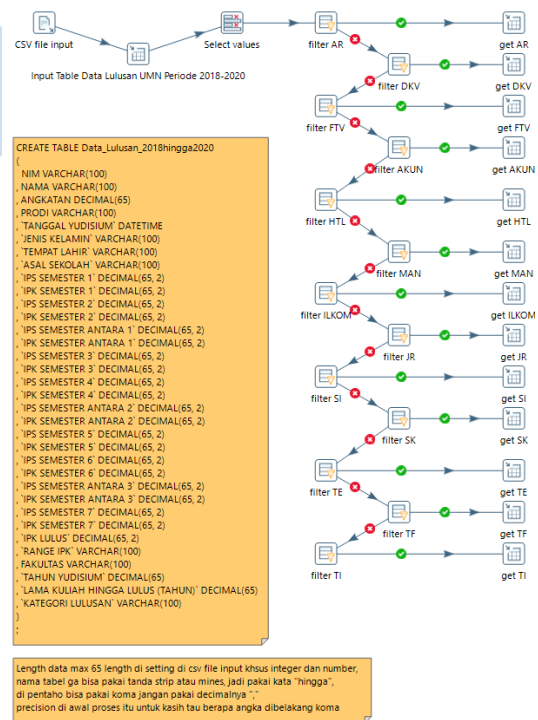 CSV file input
Input Table Data Lulusan UMN Periode 2018-2020
Select values
filter AR
get AR
filter DKV
get DKV
filter FTV
get FTV
filter AKUN
get AKUN
filter HTL
get HTL
filter MAN
get MAN
filter ILKOM
get ILKOM
filter JR
get JR
filter SI
get SI
filter SK
get SK
filter TE
get TE
filter TF
get TF
filter TI
get TI
CREATE TABLE Data_Lulusan_2018hingga2020
(
NIM VARCHAR(100)
, NAMA VARCHAR(100)
, ANGKATAN DECIMAL(65)
, PRODI VARCHAR(100)
, `TANGGAL YUDISIUM` DATETIME
, `JENIS KELAMIN` VARCHAR(100)
, `TEMPAT LAHIR` VARCHAR(100)
, `ASAL SEKOLAH` VARCHAR(100)
, `IPS SEMESTER 1` DECIMAL(65, 2)
, `IPK SEMESTER 1` DECIMAL(65, 2)
, `IPS SEMESTER 2` DECIMAL(65, 2)
, `IPK SEMESTER 2` DECIMAL(65, 2)
, `IPS SEMESTER ANTARA 1` DECIMAL(65, 2)
, `IPK SEMESTER ANTARA 1` DECIMAL(65, 2)
, `IPS SEMESTER 3` DECIMAL(65, 2)
, `IPK SEMESTER 3` DECIMAL(65, 2)
, `IPS SEMESTER 4` DECIMAL(65, 2)
, `IPK SEMESTER 4` DECIMAL(65, 2)
, `IPS SEMESTER ANTARA 2` DECIMAL(65, 2)
, `IPK SEMESTER ANTARA 2` DECIMAL(65, 2)
, `IPS SEMESTER 5` DECIMAL(65, 2)
, `IPK SEMESTER 5` DECIMAL(65, 2)
, `IPS SEMESTER 6` DECIMAL(65, 2)
, `IPK SEMESTER 6` DECIMAL(65, 2)
, `IPS SEMESTER ANTARA 3` DECIMAL(65, 2)
, `IPK SEMESTER ANTARA 3` DECIMAL(65, 2)
, `IPS SEMESTER 7` DECIMAL(65, 2)
, `IPK SEMESTER 7` DECIMAL(65, 2)
, `IPK LULUS` DECIMAL(65, 2)
, `RANGE IPK` VARCHAR(100)
, FAKULTAS VARCHAR(100)
, `TAHUN YUDISIUM` DECIMAL(65)
, `LAMA KULIAH HINGGA LULUS (TAHUN)` DECIMAL(65)
, `KATEGORI LULUSAN` VARCHAR(100)
)
;
Length data max 65 length di setting di csv file input khsus integer dan number,
nama tabel ga bisa pakai tanda strip atau mines, jadi pakai kata "hingga",
di pentaho bisa pakai koma jangan pakai decimalnya ","
precision di awal proses itu untuk kasih tau berapa angka dibelakang koma